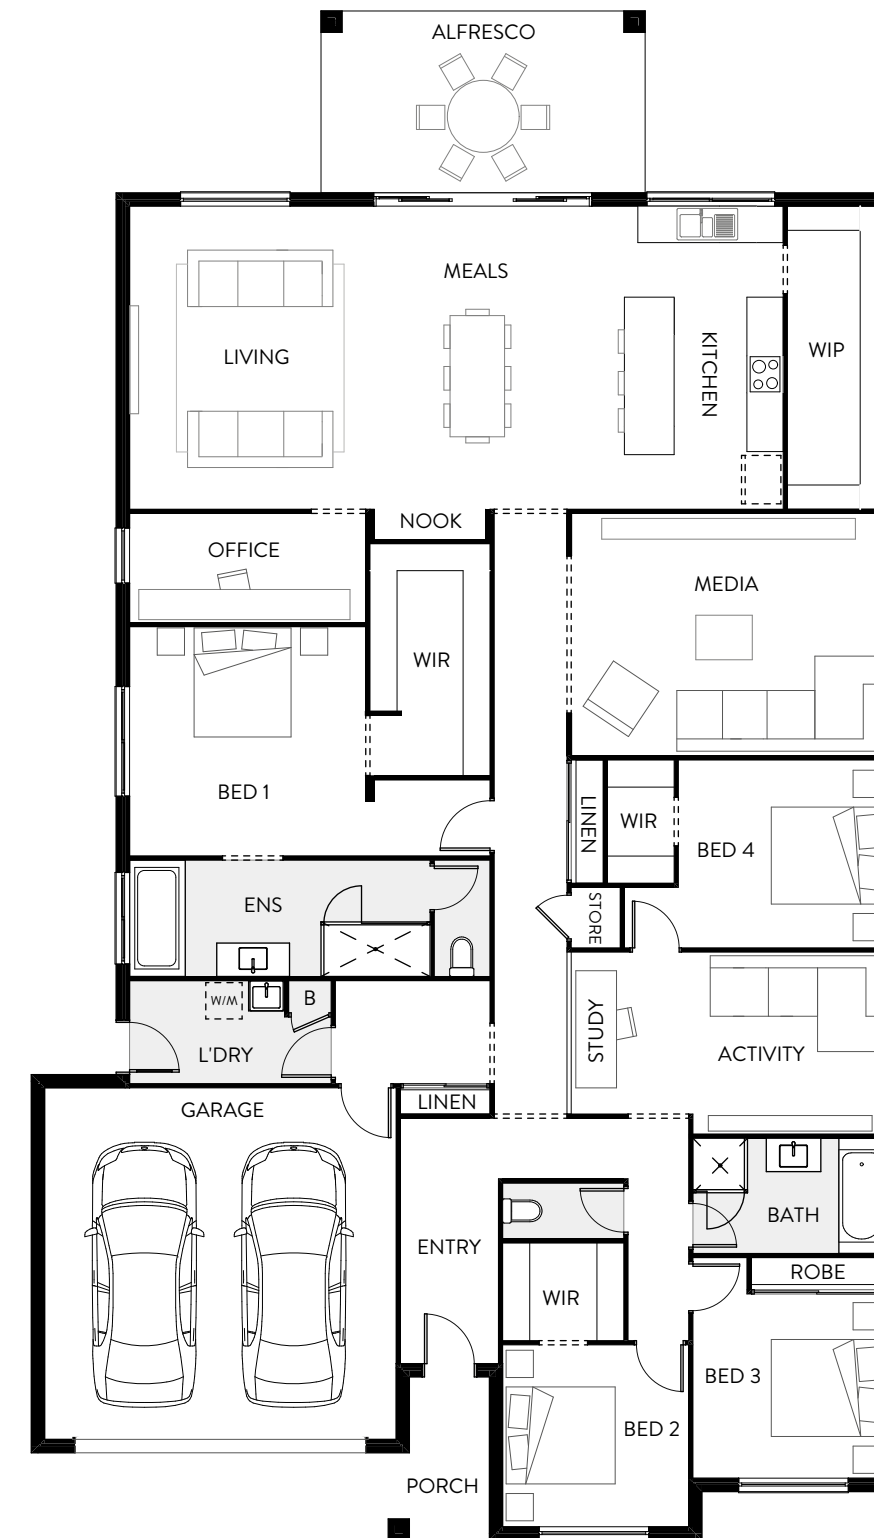 ALFRESCO
MEALS
LIVING
KITCHEN
WIP
NOOK
OFFICE
MEDIA
WIR
BED 1
LINEN
WIR
BED 4
ENS
STORE
W/M
B
L'DRY
STUDY
ACTIVITY
LINEN
GARAGE
BATH
ENTRY
ROBE
WIR
BED 3
BED 2
PORCH